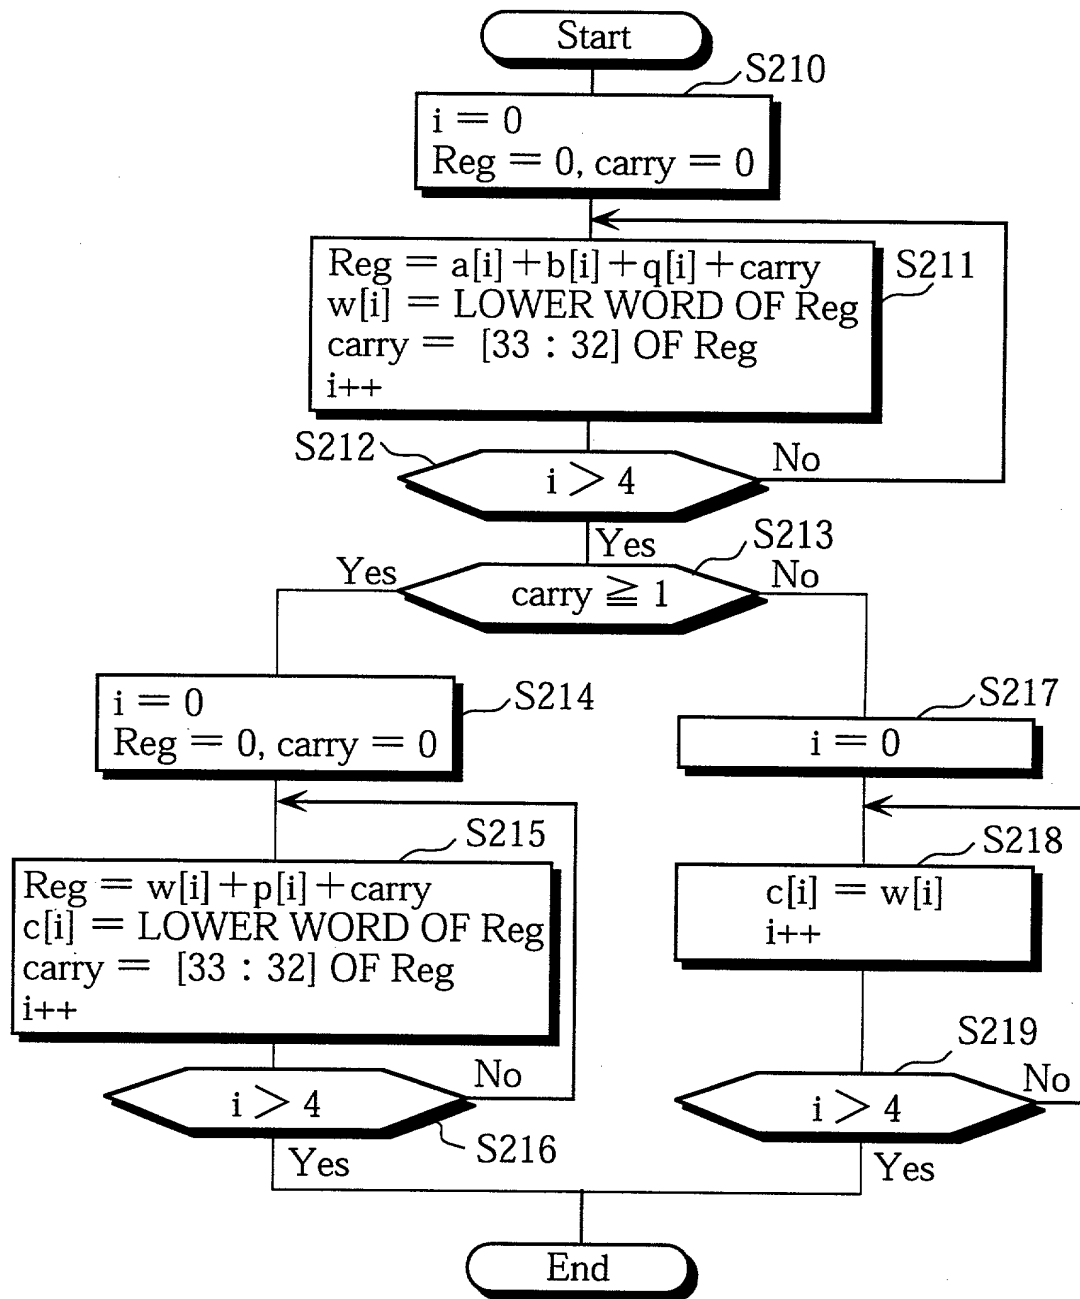 Start
S210
i = 0
Reg = 0, carry = 0
S211
Reg = a[i]+b[i]+q[i]+carry
w[i] = LOWER WORD OF Reg
carry = [33 : 32] OF Reg
i++
S212
i > 4
No
Yes
S213
carry ≧ 1
Yes
No
S214
i = 0
Reg = 0, carry = 0
S217
i = 0
S215
Reg = w[i]+p[i]+carry
c[i] = LOWER WORD OF Reg
carry = [33 : 32] OF Reg
i++
S218
c[i] = w[i]
i++
S216
i > 4
No
Yes
S219
i > 4
No
Yes
End